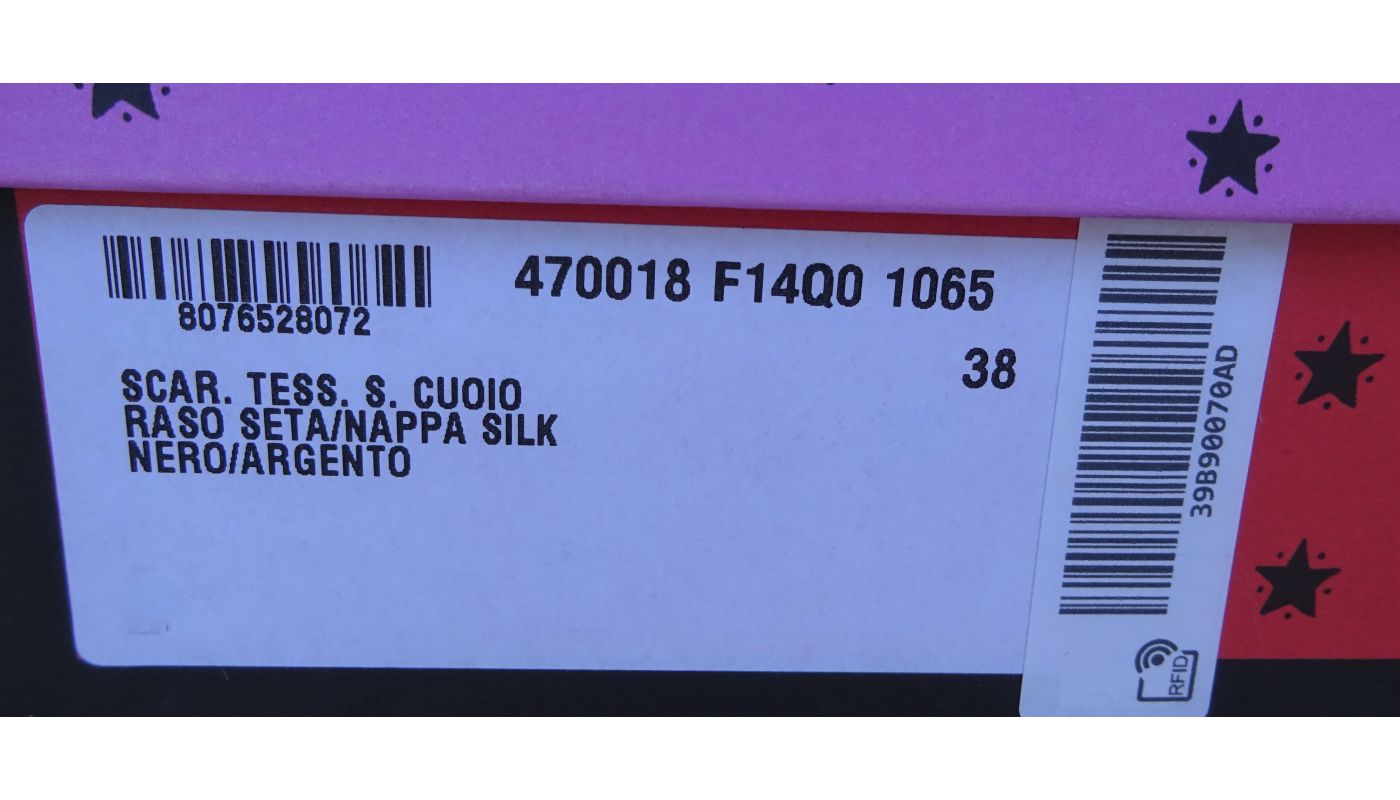 470018 F14Q0 1065
8076528072
38
SCAR. TESS. S. CUOIO
RASO SETA/NAPPA SILK
NERO/ARGENTO
39B90070AD
RFID